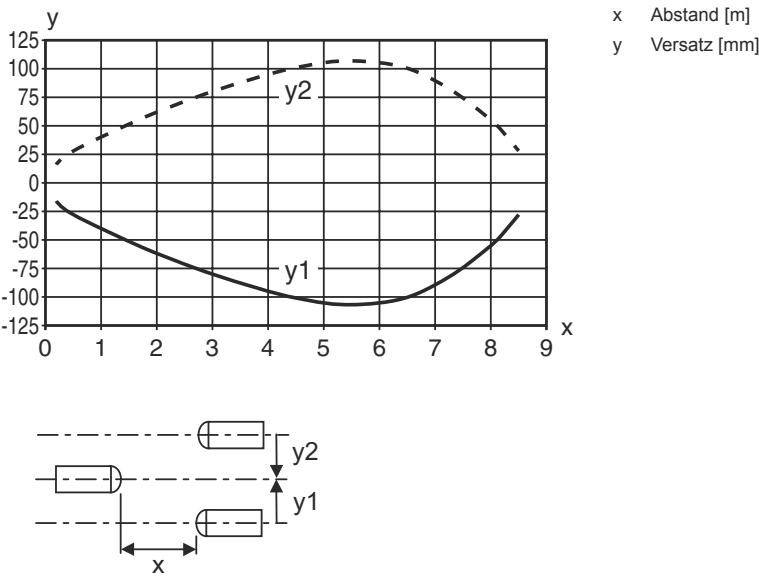 y
x Abstand [m]
y Versatz [mm]
125
100
75
50
25
0
-25
-50
-75
-100
-125
y2
y1
x
0 1 2 3 4 5 6 7 8 9
y2
y1
x